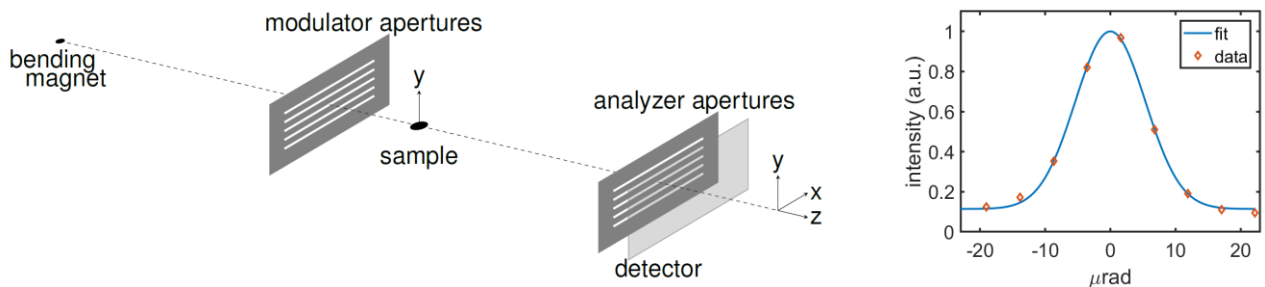 bending
magnet
modulator apertures
y
sample
analyzer apertures
y
x
z
detector
intensity (a.u.)
1
0.8
0.6
0.4
0.2
0
-20
-10
0
10
20
μrad
fit
data